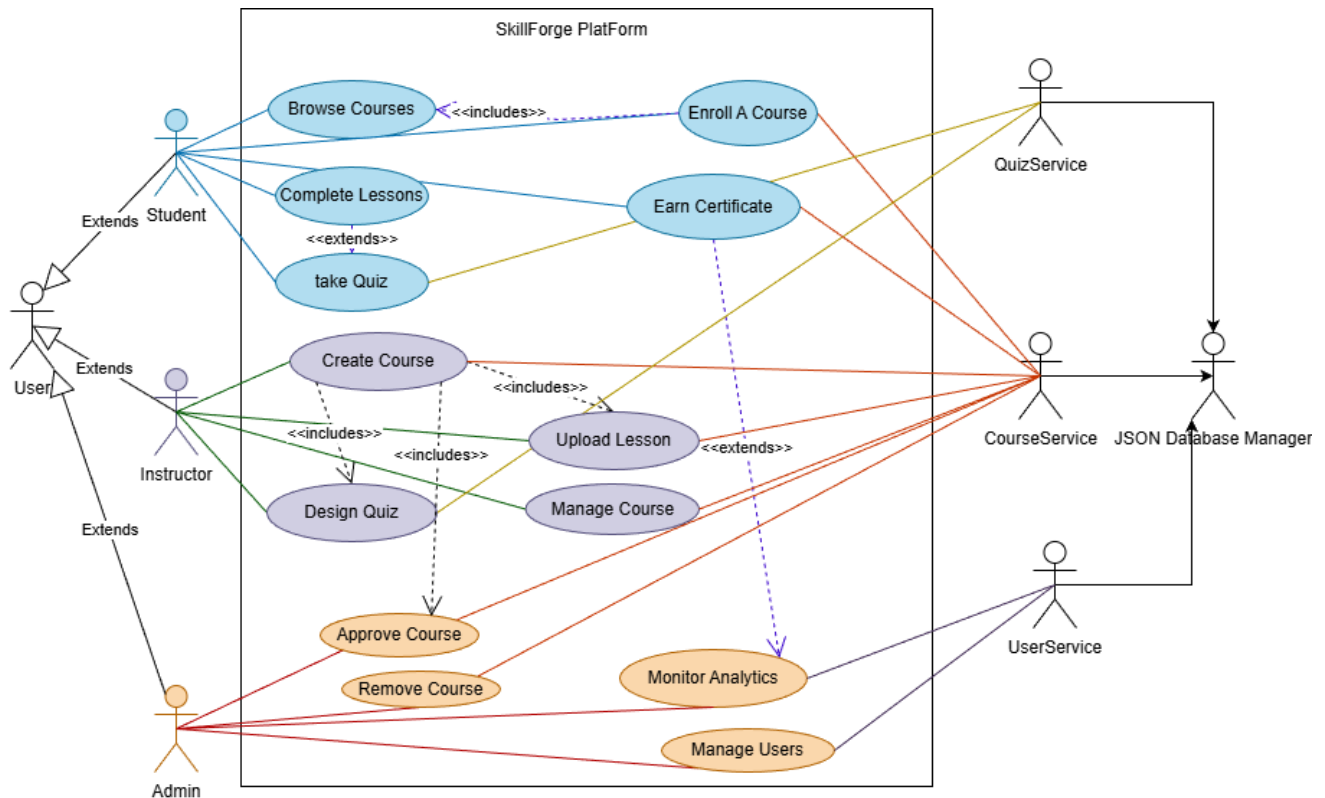 SkillForge PlatForm
Browse Courses
<<includes>>
Enroll A Course
QuizService
Student
Complete Lessons
Earn Certificate
Extends
<<extends>>
take Quiz
User
Extends
Create Course
<<includes>>
CourseService
JSON Database Manager
Instructor
<<includes>>
Upload Lesson
<<includes>>
<<extends>>
Design Quiz
Manage Course
Extends
Approve Course
UserService
Remove Course
Monitor Analytics
Manage Users
Admin